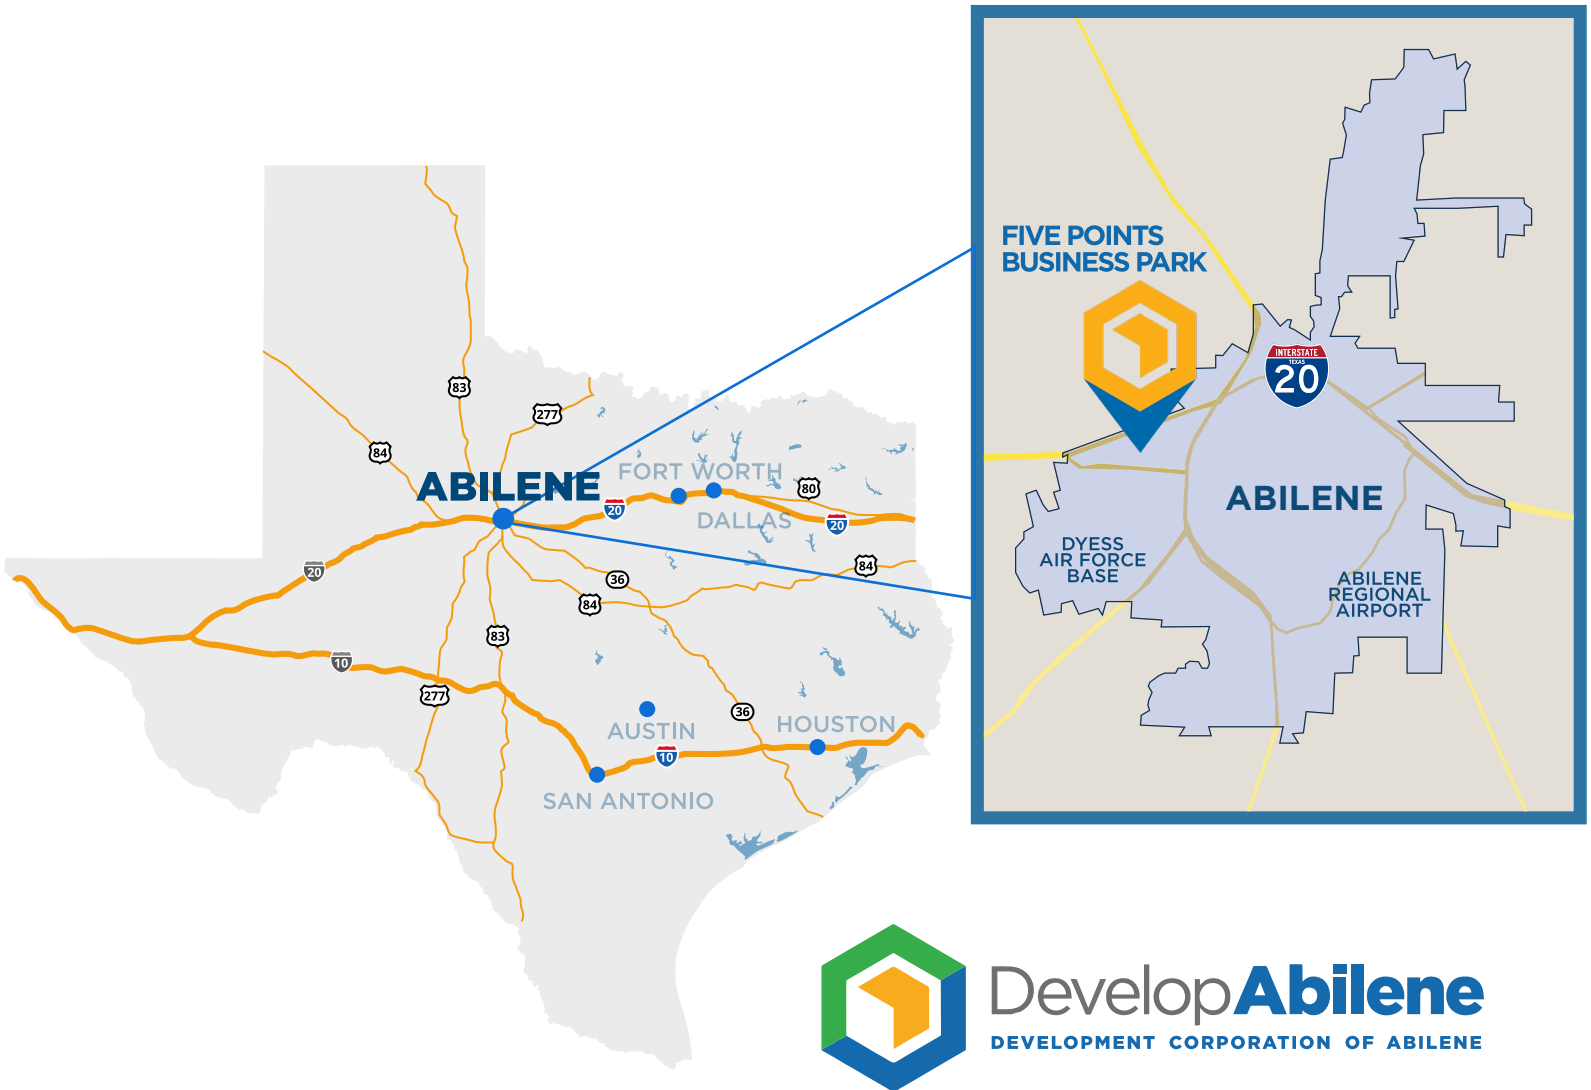 83
277
84
ABILENE
FORT WORTH
80
20
DALLAS
20
20
36
84
84
83
10
277
AUSTIN
36
HOUSTON
10
SAN ANTONIO
FIVE POINTS
BUSINESS PARK
INTERSTATE
TEXAS
20
ABILENE
DYESS
AIR FORCE
BASE
ABILENE
REGIONAL
AIRPORT
DevelopAbilene
DEVELOPMENT CORPORATION OF ABILENE